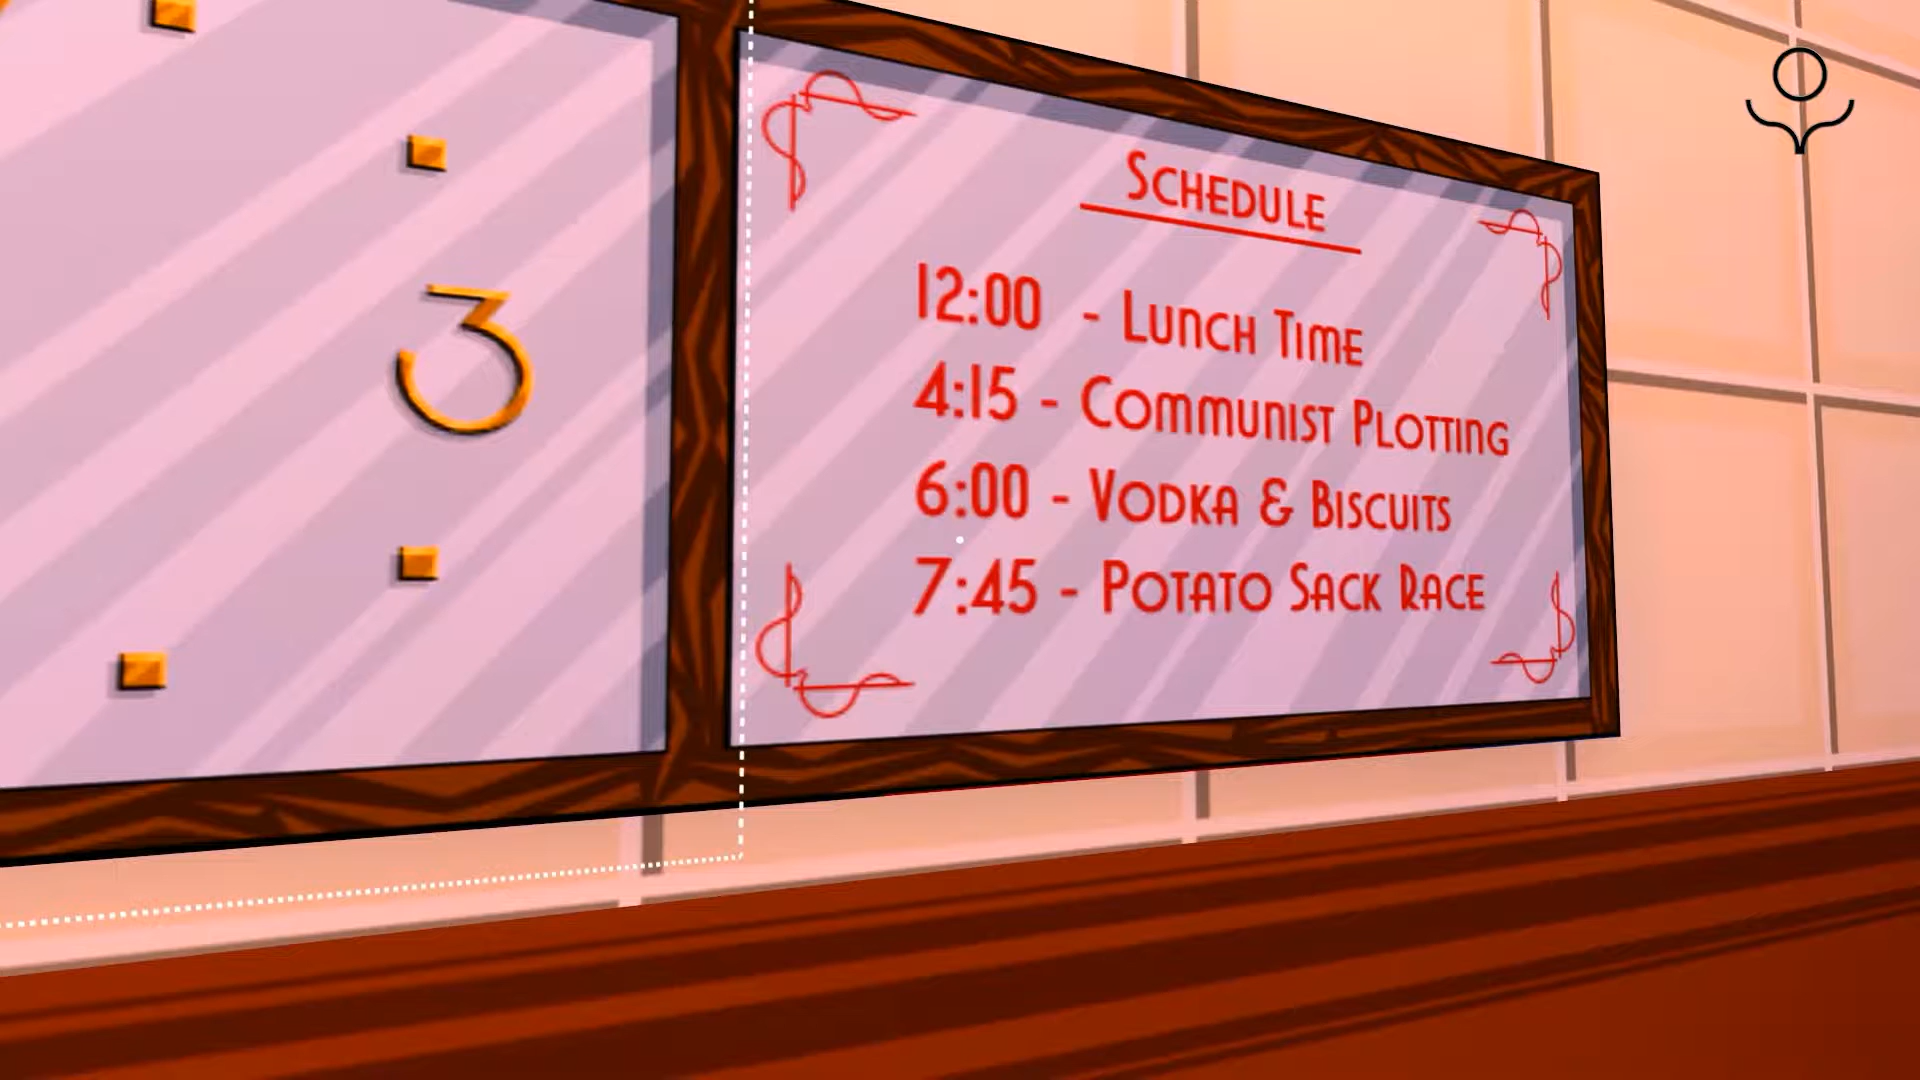 3
Schedule
12:00 - Lunch Time
4:15 - Communist Plotting
6:00 - Vodka & Biscuits
7:45 - Potato Sack Race